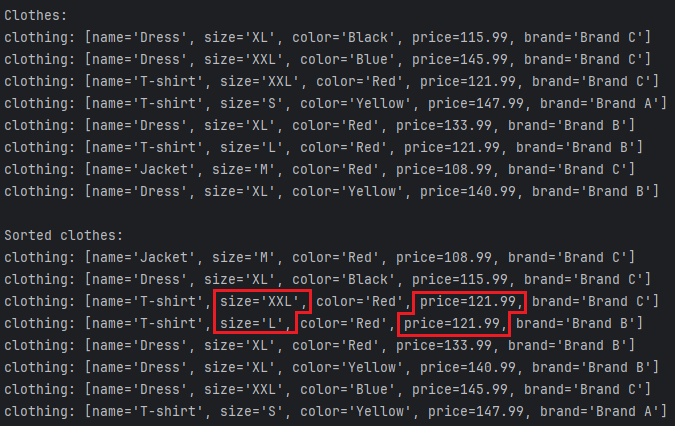 Clothes:
clothing: [name='Dress', size='XL', color='Black', price=115.99, brand='Brand C']
clothing: [name='Dress', size='XXL', color='Blue', price=145.99, brand='Brand C']
clothing: [name='T-shirt', size='XXL', color='Red', price=121.99, brand='Brand C']
clothing: [name='T-shirt', size='S', color='Yellow', price=147.99, brand='Brand A']
clothing: [name='Dress', size='XL', color='Red', price=133.99, brand='Brand B']
clothing: [name='T-shirt', size='L', color='Red', price=121.99, brand='Brand B']
clothing: [name='Jacket', size='M', color='Red', price=108.99, brand='Brand C']
clothing: [name='Dress', size='XL', color='Yellow', price=140.99, brand='Brand B']

Sorted clothes:
clothing: [name='Jacket', size='M', color='Red', price=108.99, brand='Brand C']
clothing: [name='Dress', size='XL', color='Black', price=115.99, brand='Brand C']
clothing: [name='T-shirt', size='XXL', color='Red', price=121.99, brand='Brand C']
clothing: [name='T-shirt', size='L', color='Red', price=121.99, brand='Brand B']
clothing: [name='Dress', size='XL', color='Red', price=133.99, brand='Brand B']
clothing: [name='Dress', size='XL', color='Yellow', price=140.99, brand='Brand B']
clothing: [name='Dress', size='XXL', color='Blue', price=145.99, brand='Brand C']
clothing: [name='T-shirt', size='S', color='Yellow', price=147.99, brand='Brand A']